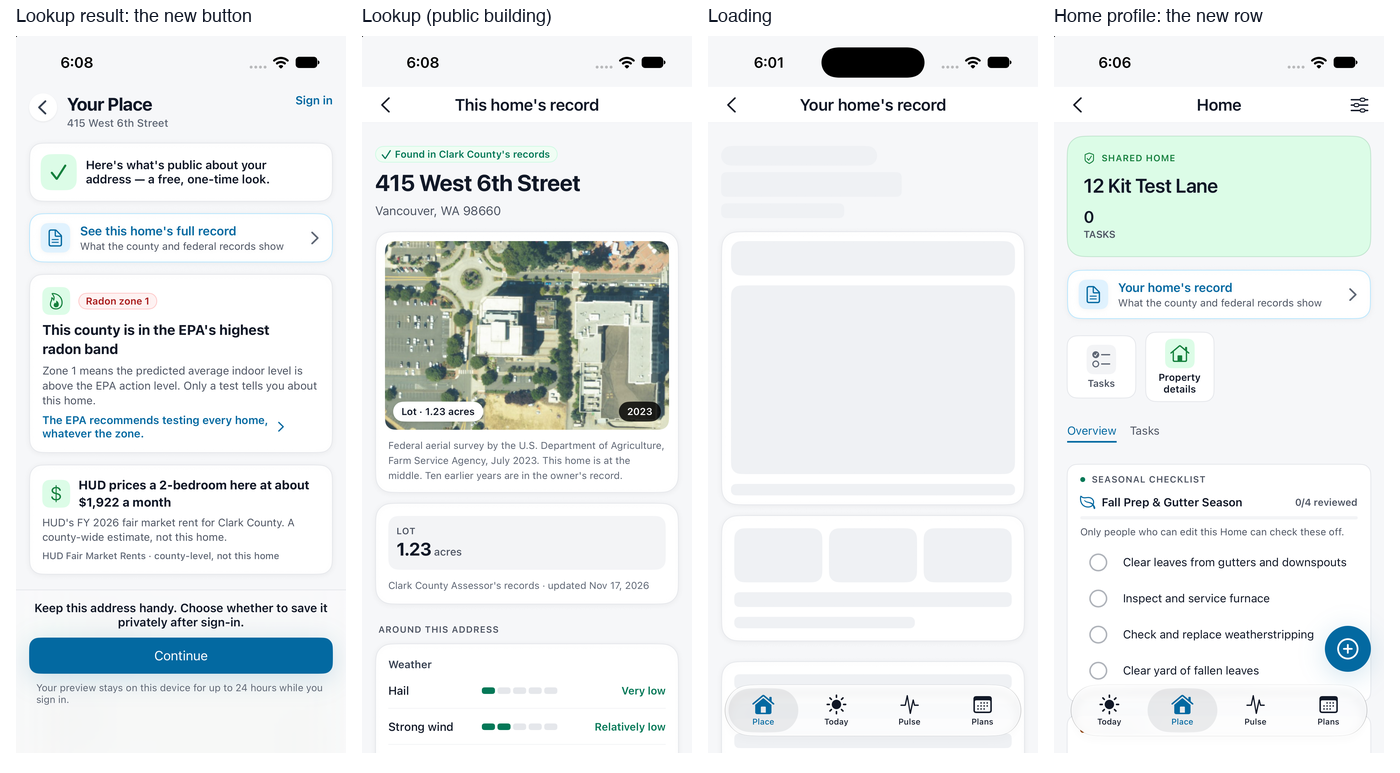 Lookup result: the new button
6:08
Your Place
Sign in
415 West 6th Street
Here's what's public about your
address — a free, one-time look.
See this home's full record
What the county and federal records show
Radon zone 1
This county is in the EPA's highest
radon band
Zone 1 means the predicted average indoor level is
above the EPA action level. Only a test tells you about
this home.
The EPA recommends testing every home,
whatever the zone.
HUD prices a 2-bedroom here at about
$1,922 a month
HUD's FY 2026 fair market rent for Clark County. A
county-wide estimate, not this home.
HUD Fair Market Rents · county-level, not this home
Keep this address handy. Choose whether to save it
privately after sign-in.
Continue
Your preview stays on this device for up to 24 hours while you
sign in.
Lookup (public building)
6:08
This home's record
Found in Clark County's records
415 West 6th Street
Vancouver, WA 98660
Lot · 1.23 acres
2023
Federal aerial survey by the U.S. Department of Agriculture,
Farm Service Agency, July 2023. This home is at the
middle. Ten earlier years are in the owner's record.
LOT
1.23 acres
Clark County Assessor's records · updated Nov 17, 2026
AROUND THIS ADDRESS
Weather
Hail
Very low
Strong wind
Relatively low
Loading
6:01
Your home's record
Place
Today
Pulse
Plans
Home profile: the new row
6:06
Home
SHARED HOME
12 Kit Test Lane
0
TASKS
Your home's record
What the county and federal records show
Tasks
Property
details
Overview
Tasks
SEASONAL CHECKLIST
Fall Prep & Gutter Season
0/4 reviewed
Only people who can edit this Home can check these off.
Clear leaves from gutters and downspouts
Inspect and service furnace
Check and replace weatherstripping
Clear yard of fallen leaves
Today
Place
Pulse
Plans